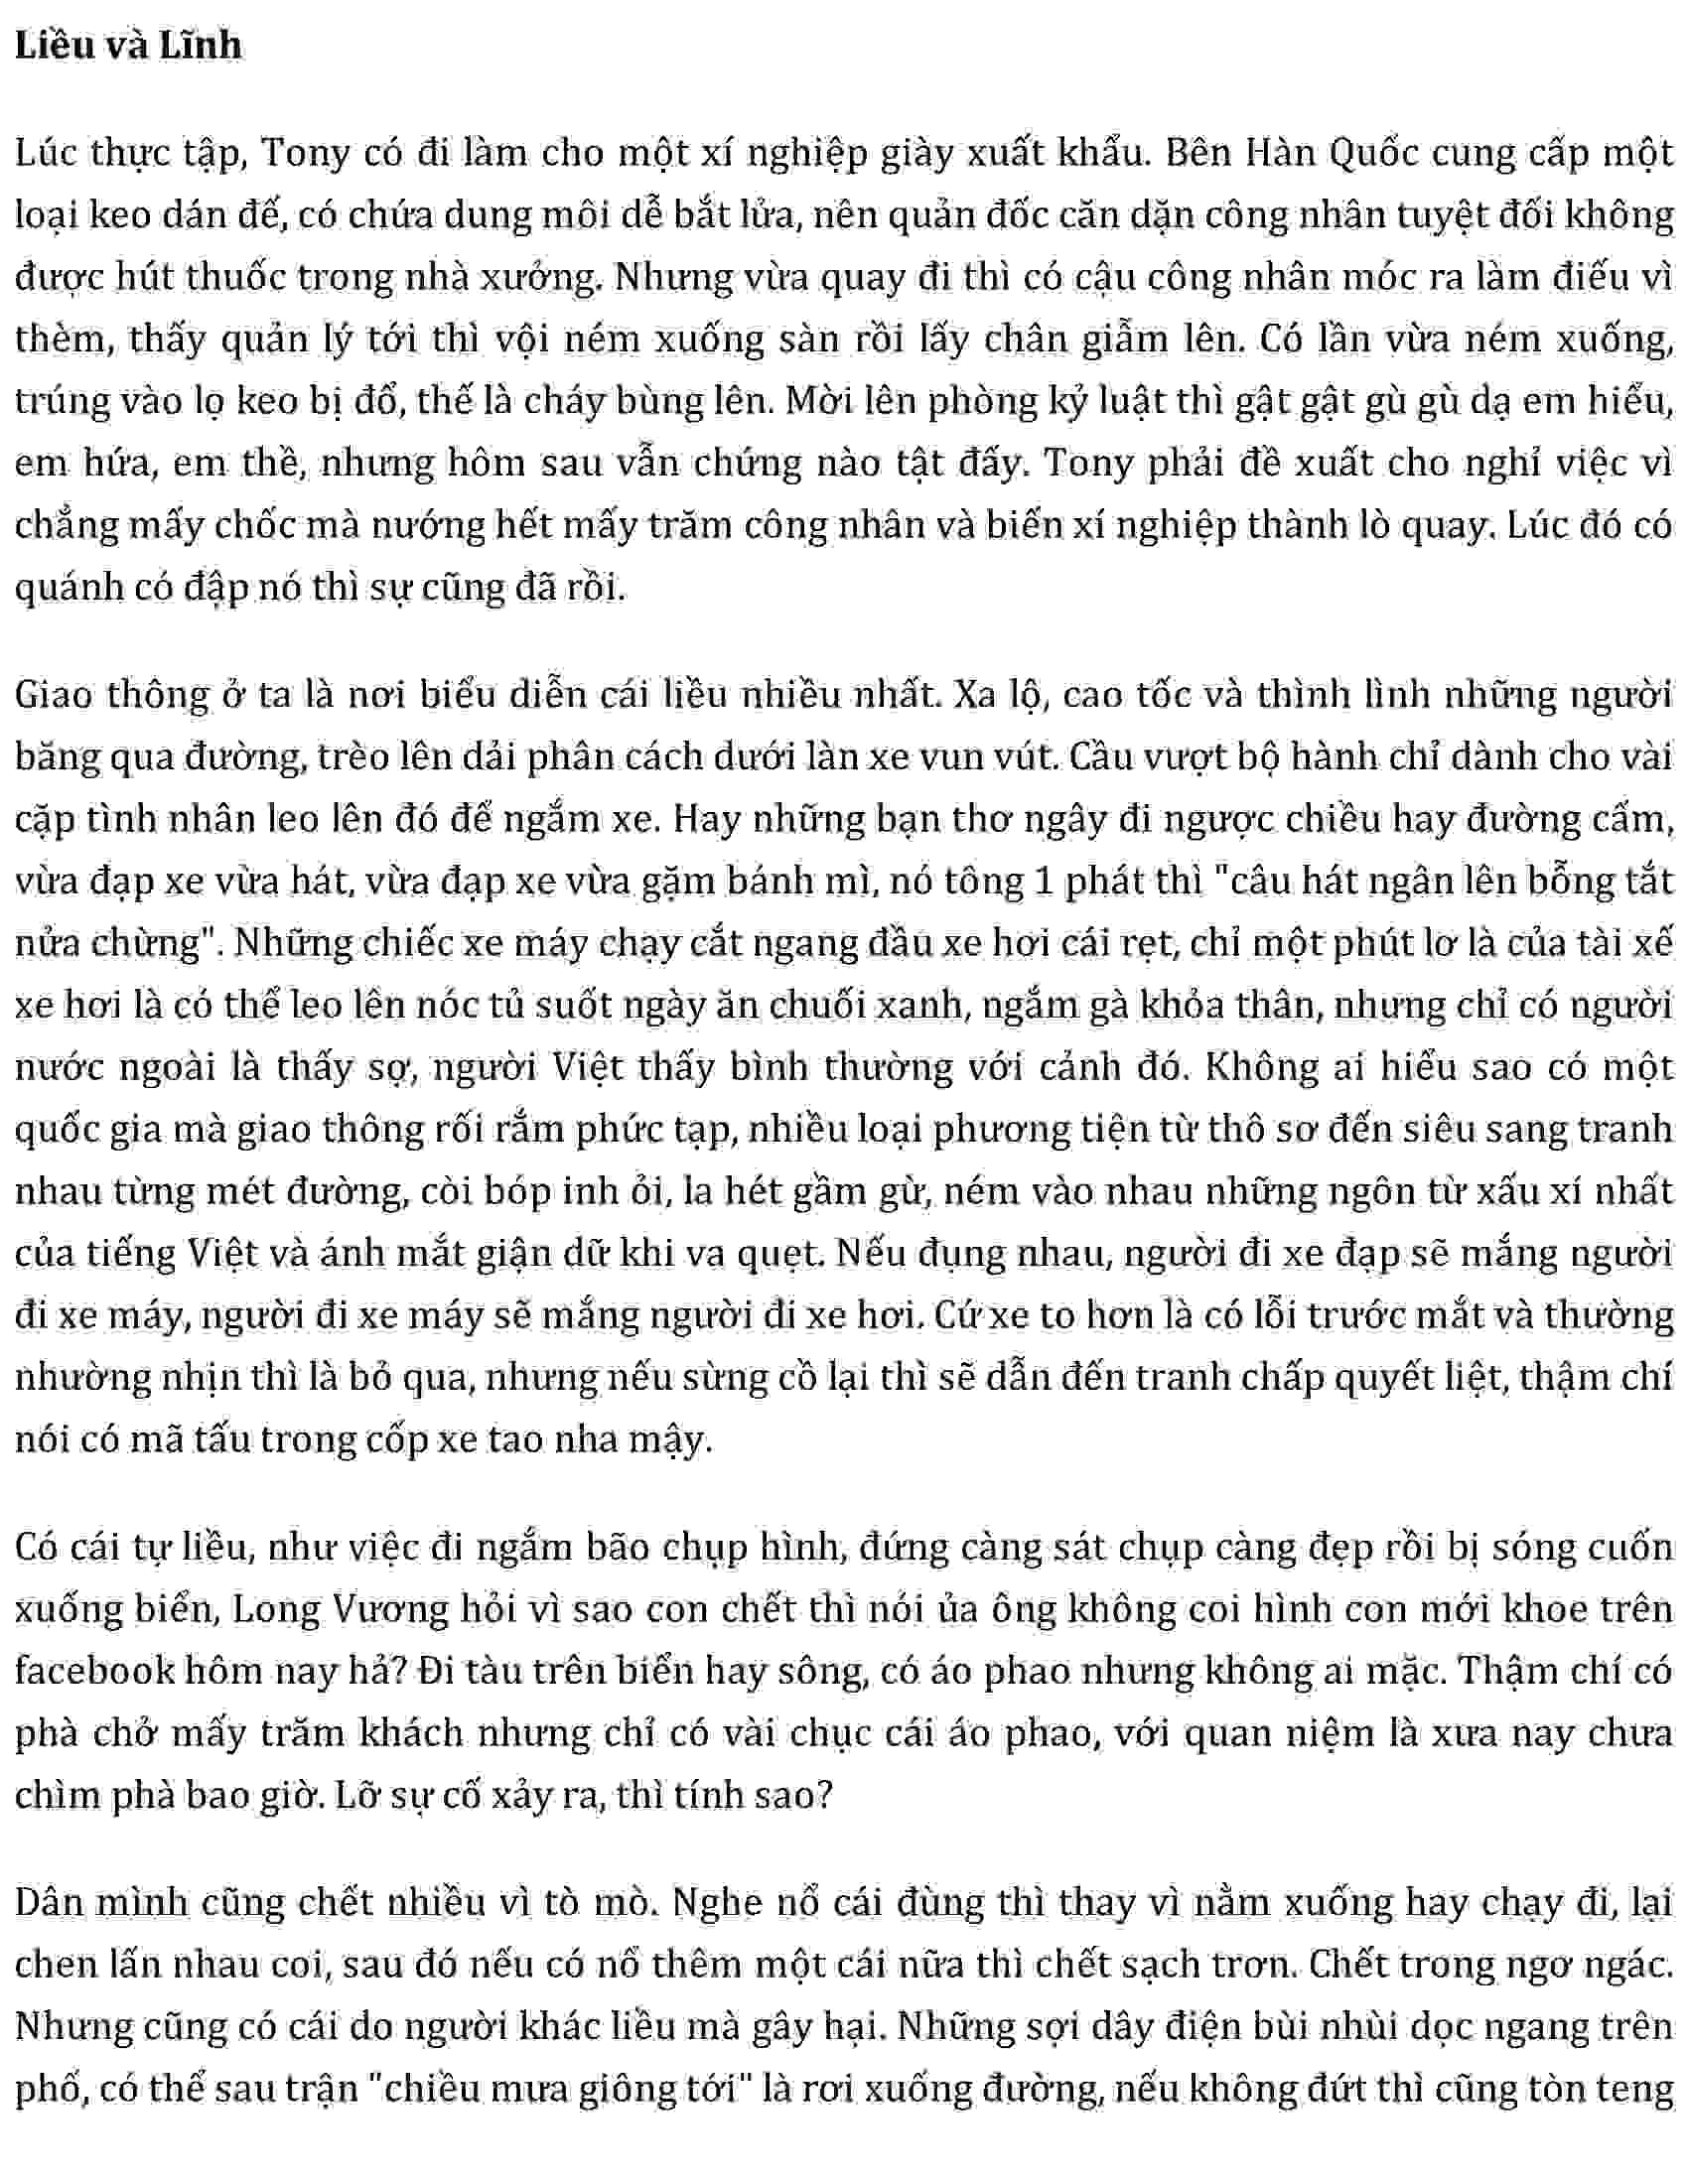 Liều và Lĩnh
Lúc thực tập, Tony có đi làm cho một xí nghiệp giày xuất khẩu. Bên Hàn Quốc cung cấp một
loại keo dán đế, có chứa dung môi dễ bắt lửa, nên quản đốc căn dặn công nhân tuyệt đối không
được hút thuốc trong nhà xưởng. Nhưng vừa quay đi thì có cậu công nhân móc ra làm điếu vì
thèm, thấy quản lý tới thì vội ném xuống sàn rồi lấy chân giẫm lên. Có lần vừa ném xuống,
trúng vào lọ keo bị đổ, thế là cháy bùng lên. Mời lên phòng kỷ luật thì gật gật gù gù dạ em hiểu,
em hứa, em thề, nhưng hôm sau vẫn chứng nào tật đấy. Tony phải đề xuất cho nghỉ việc vì
chẳng mấy chốc mà nướng hết mấy trăm công nhân và biến xí nghiệp thành lò quay. Lúc đó có
quánh có đập nó thì sự cũng đã rồi.
Giao thông ở ta là nơi biểu diễn cái liều nhiều nhất. Xa lộ, cao tốc và thình lình những người
băng qua đường, trèo lên dải phân cách dưới làn xe vun vút. Cầu vượt bộ hành chỉ dành cho vài
cặp tình nhân leo lên đó để ngắm xe. Hay những bạn thơ ngây đi ngược chiều hay đường cấm,
vừa đạp xe vừa hát, vừa đạp xe vừa gặm bánh mì, nó tông 1 phát thì "câu hát ngân lên bỗng tắt
nửa chừng". Những chiếc xe máy chạy cắt ngang đầu xe hơi cái rẹt, chỉ một phút lơ là của tài xế
xe hơi là có thể leo lên nóc tủ suốt ngày ăn chuối xanh, ngắm gà khỏa thân, nhưng chỉ có người
nước ngoài là thấy sợ, người Việt thấy bình thường với cảnh đó. Không ai hiểu sao có một
quốc gia mà giao thông rối rắm phức tạp, nhiều loại phương tiện từ thô sơ đến siêu sang tranh
nhau từng mét đường, còi bóp inh ỏi, la hét gầm gừ, ném vào nhau những ngôn từ xấu xí nhất
của tiếng Việt và ánh mắt giận dữ khi va quẹt. Nếu đụng nhau, người đi xe đạp sẽ mắng người
đi xe máy, người đi xe máy sẽ mắng người đi xe hơi. Cứ xe to hơn là có lỗi trước mắt và thường
nhường nhịn thì là bỏ qua, nhưng nếu sừng cồ lại thì sẽ dẫn đến tranh chấp quyết liệt, thậm chí
nói có mã tấu trong cốp xe tao nha mậy.
Có cái tự liều, như việc đi ngắm bão chụp hình, đứng càng sát chụp càng đẹp rồi bị sóng cuốn
xuống biển, Long Vương hỏi vì sao con chết thì nói ủa ông không coi hình con mới khoe trên
facebook hôm nay hả? Đi tàu trên biển hay sông, có áo phao nhưng không ai mặc. Thậm chí có
phà chở mấy trăm khách nhưng chỉ có vài chục cái áo phao, với quan niệm là xưa nay chưa
chìm phà bao giờ. Lỡ sự cố xảy ra, thì tính sao?
Dân mình cũng chết nhiều vì tò mò. Nghe nổ cái đùng thì thay vì nằm xuống hay chạy đi, lại
chen lấn nhau coi, sau đó nếu có nổ thêm một cái nữa thì chết sạch trơn. Chết trong ngơ ngác.
Nhưng cũng có cái do người khác liều mà gây hại. Những sợi dây điện bùi nhùi dọc ngang trên
phố, có thể sau trận "chiều mưa giông tới" là rơi xuống đường, nếu không đứt thì cũng tòn teng